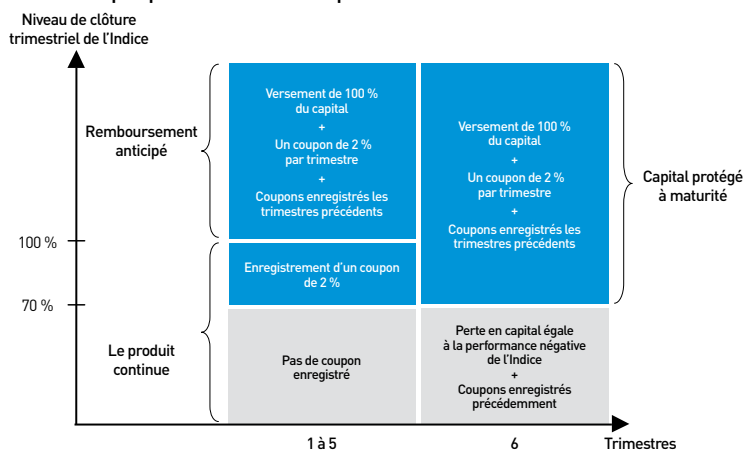 Niveau de clôture
trimestriel de l'Indice
Remboursement
anticipé
Versement de 100 %
du capital
+
Un coupon de 2 %
par trimestre
+
Coupons enregistrés les
trimestres précédents
Versement de 100 %
du capital
+
Un coupon de 2 %
par trimestre
+
Coupons enregistrés les
trimestres précédents
Capital protégé
à maturité
100 %
Enregistrement d'un coupon
de 2 %
70 %
Le produit
continue
Pas de coupon
enregistré
Perte en capital égale
à la performance négative
de l'Indice
+
Coupons enregistrés
précédemment
1 à 5
6
Trimestres